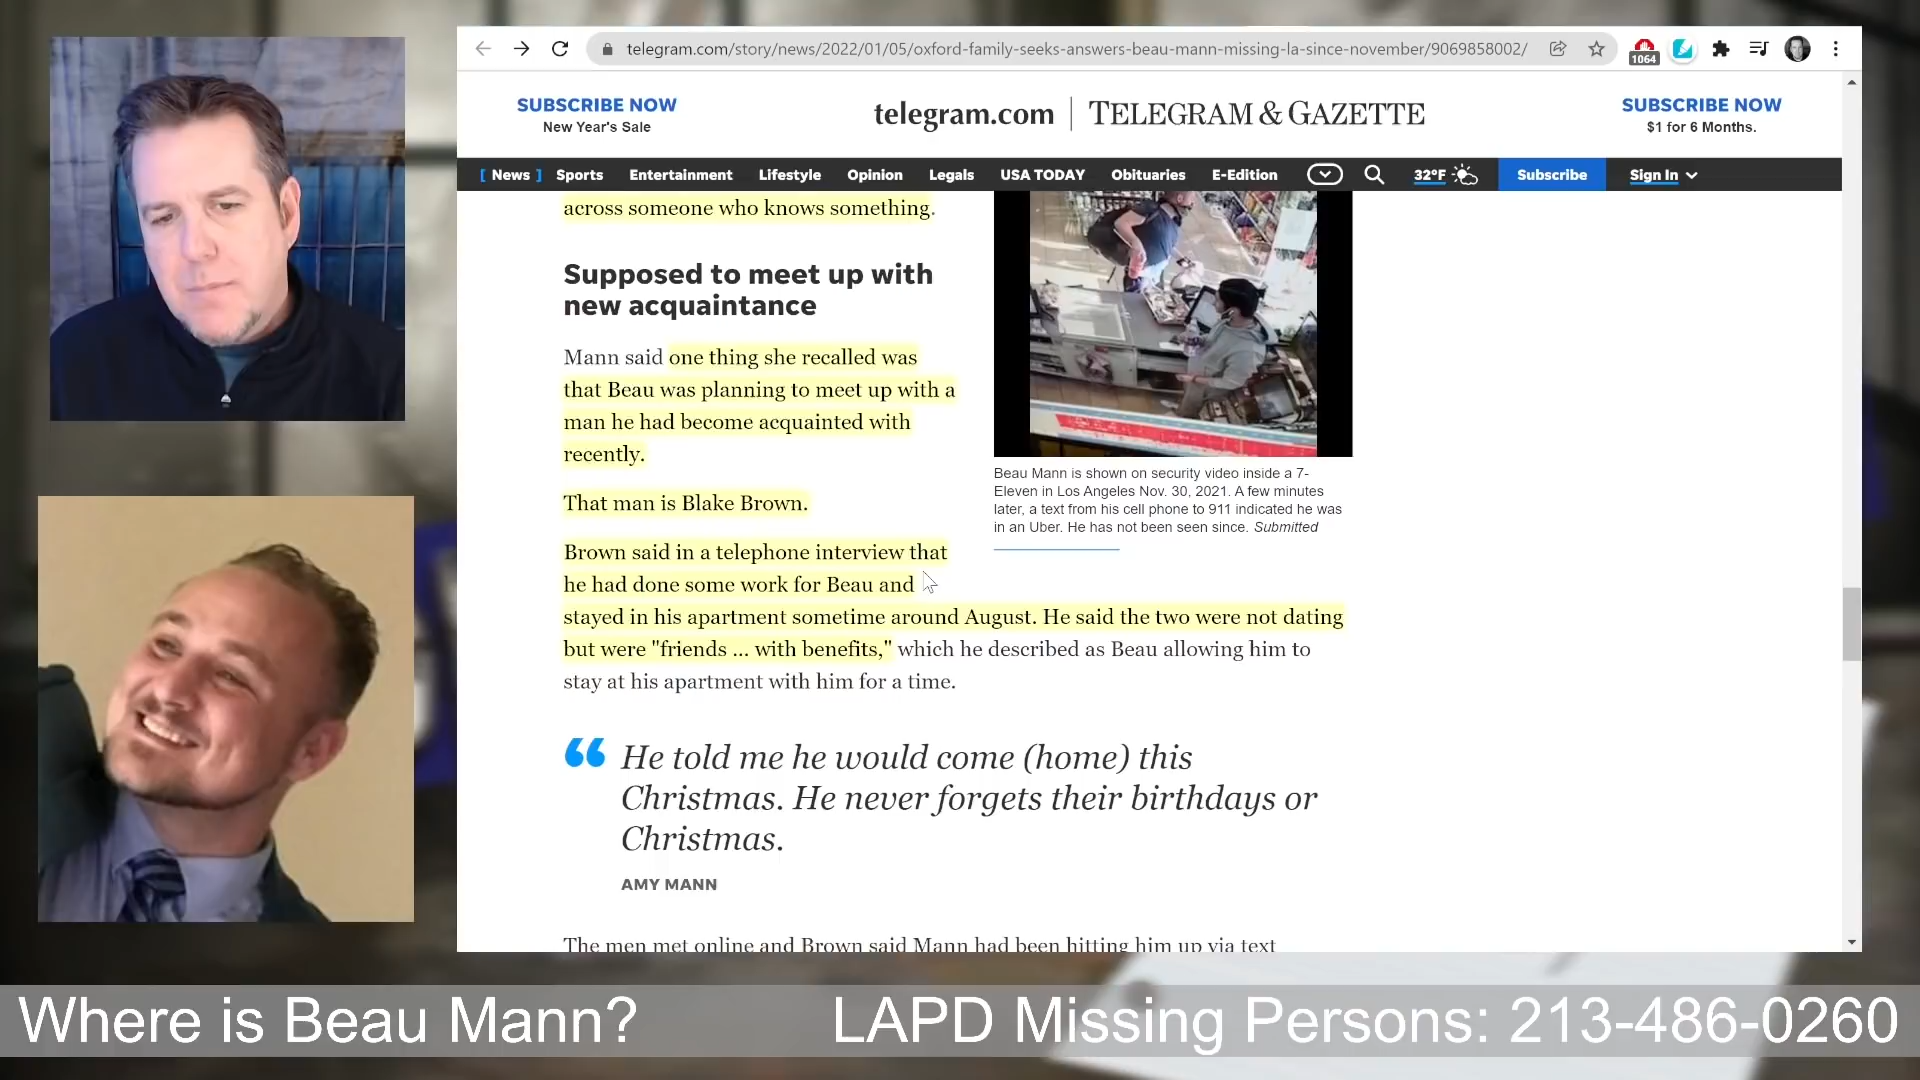 telegram.com/story/news/2022/01/05/oxford-family-seeks-answers-beau-mann-missing-la-since-november/9069858002/
1064
SUBSCRIBE NOW
New Year's Sale
telegram.com | TELEGRAM & GAZETTE
SUBSCRIBE NOW
$1 for 6 Months.
[ News ] Sports Entertainment Lifestyle Opinion Legals USA TODAY Obituaries E-Edition 32°F Subscribe Sign In
across someone who knows something.
Supposed to meet up with
new acquaintance
Mann said one thing she recalled was
that Beau was planning to meet up with a
man he had become acquainted with
recently.
That man is Blake Brown.
Brown said in a telephone interview that
he had done some work for Beau and
stayed in his apartment sometime around August. He said the two were not dating
but were "friends ... with benefits," which he described as Beau allowing him to
stay at his apartment with him for a time.
Beau Mann is shown on security video inside a 7-
Eleven in Los Angeles Nov. 30, 2021. A few minutes
later, a text from his cell phone to 911 indicated he was
in an Uber. He has not been seen since. Submitted
“ He told me he would come (home) this
Christmas. He never forgets their birthdays or
Christmas.
AMY MANN
The men met online and Brown said Mann had been hitting him up via text
Where is Beau Mann?
LAPD Missing Persons: 213-486-0260